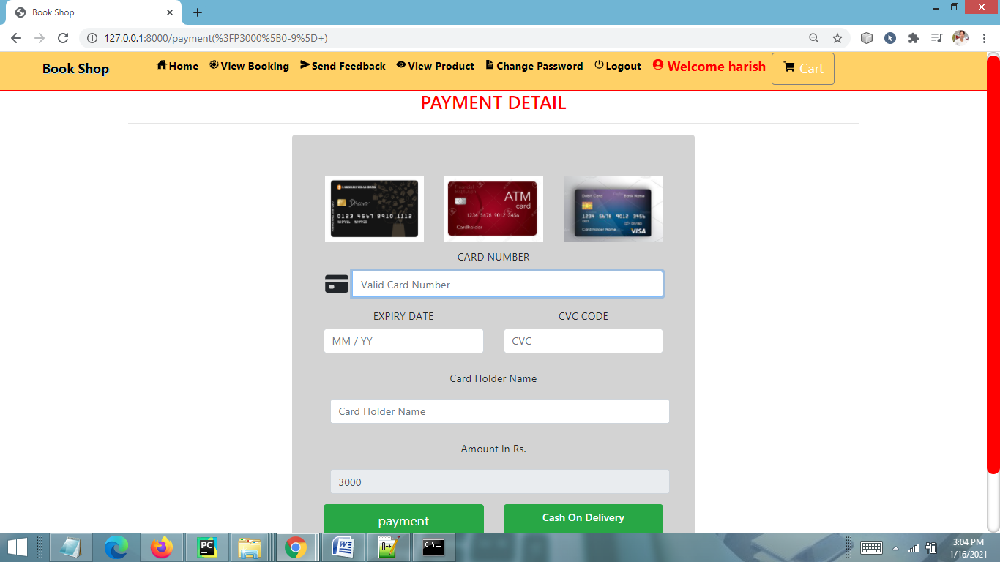 Book Shop
127.0.0.1:8000/payment(%3FP3000%5B0-9%5D+)
Book Shop Home View Booking Send Feedback View Product Change Password Logout Welcome harish Cart
PAYMENT DETAIL
Discover
0123 4567 8910 1112
ATM
card
1234 5678 9012 3456
Cardholder
Debit Card Bank Name
1234 5678 9012 3456
Card Holder Name
VISA
CARD NUMBER
Valid Card Number
EXPIRY DATE CVC CODE
MM / YY CVC
Card Holder Name
Card Holder Name
Amount In Rs.
3000
payment Cash On Delivery
PC
W
C:\
3:04 PM
1/16/2021